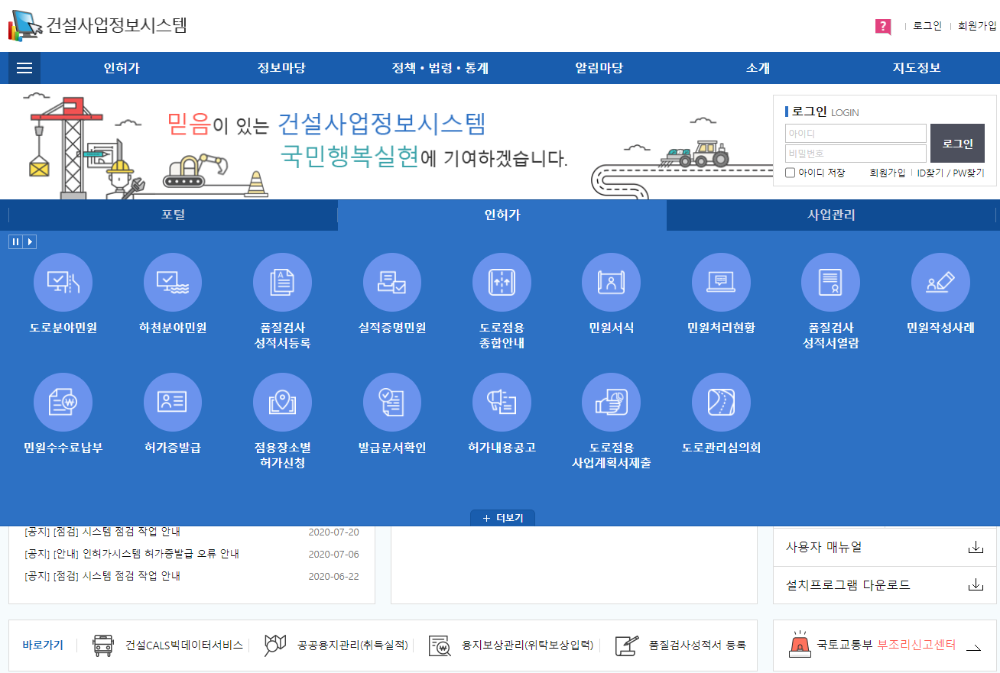 건설사업정보시스템
? 로그인 회원가입
인허가 정보마당 정책·법령·통계 알림마당 소개 지도정보
믿음이 있는 건설사업정보시스템
국민행복실현에 기여하겠습니다.
로그인 LOGIN
아이디
비밀번호
로그인
아이디 저장 회원가입 ID찾기 / PW찾기
포털 인허가 사업관리
도로분야민원
하천분야민원
품질검사
성적서등록
실적증명민원
도로점용
종합안내
민원서식
민원처리현황
품질검사
성적서열람
민원작성사례
민원수수료납부
허가증발급
점용장소별
허가신청
발급문서확인
허가내용공고
도로점용
사업계획서제출
도로관리심의회
+ 더보기
[공지] [점검] 시스템 점검 작업 안내 2020-07-20
[공지] [안내] 인허가시스템 허가증발급 오류 안내 2020-07-06
[공지] [점검] 시스템 점검 작업 안내 2020-06-22
사용자 매뉴얼
설치프로그램 다운로드
바로가기 건설CALS빅데이터서비스 공공용지관리(취득실적) 용지보상관리(위탁보상입력) 품질검사성적서 등록
국토교통부 부조리신고센터